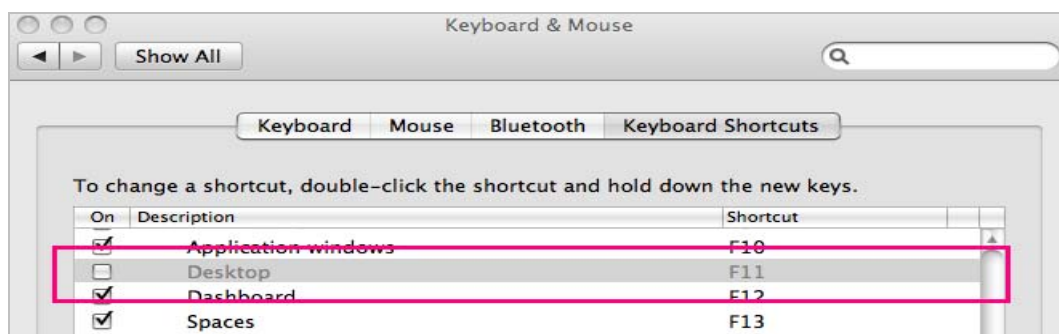 Keyboard & Mouse
Show All
Keyboard Mouse Bluetooth Keyboard Shortcuts
To change a shortcut, double-click the shortcut and hold down the new keys.
On Description Shortcut
Application windows F10
Desktop F11
Dashboard F12
Spaces F13